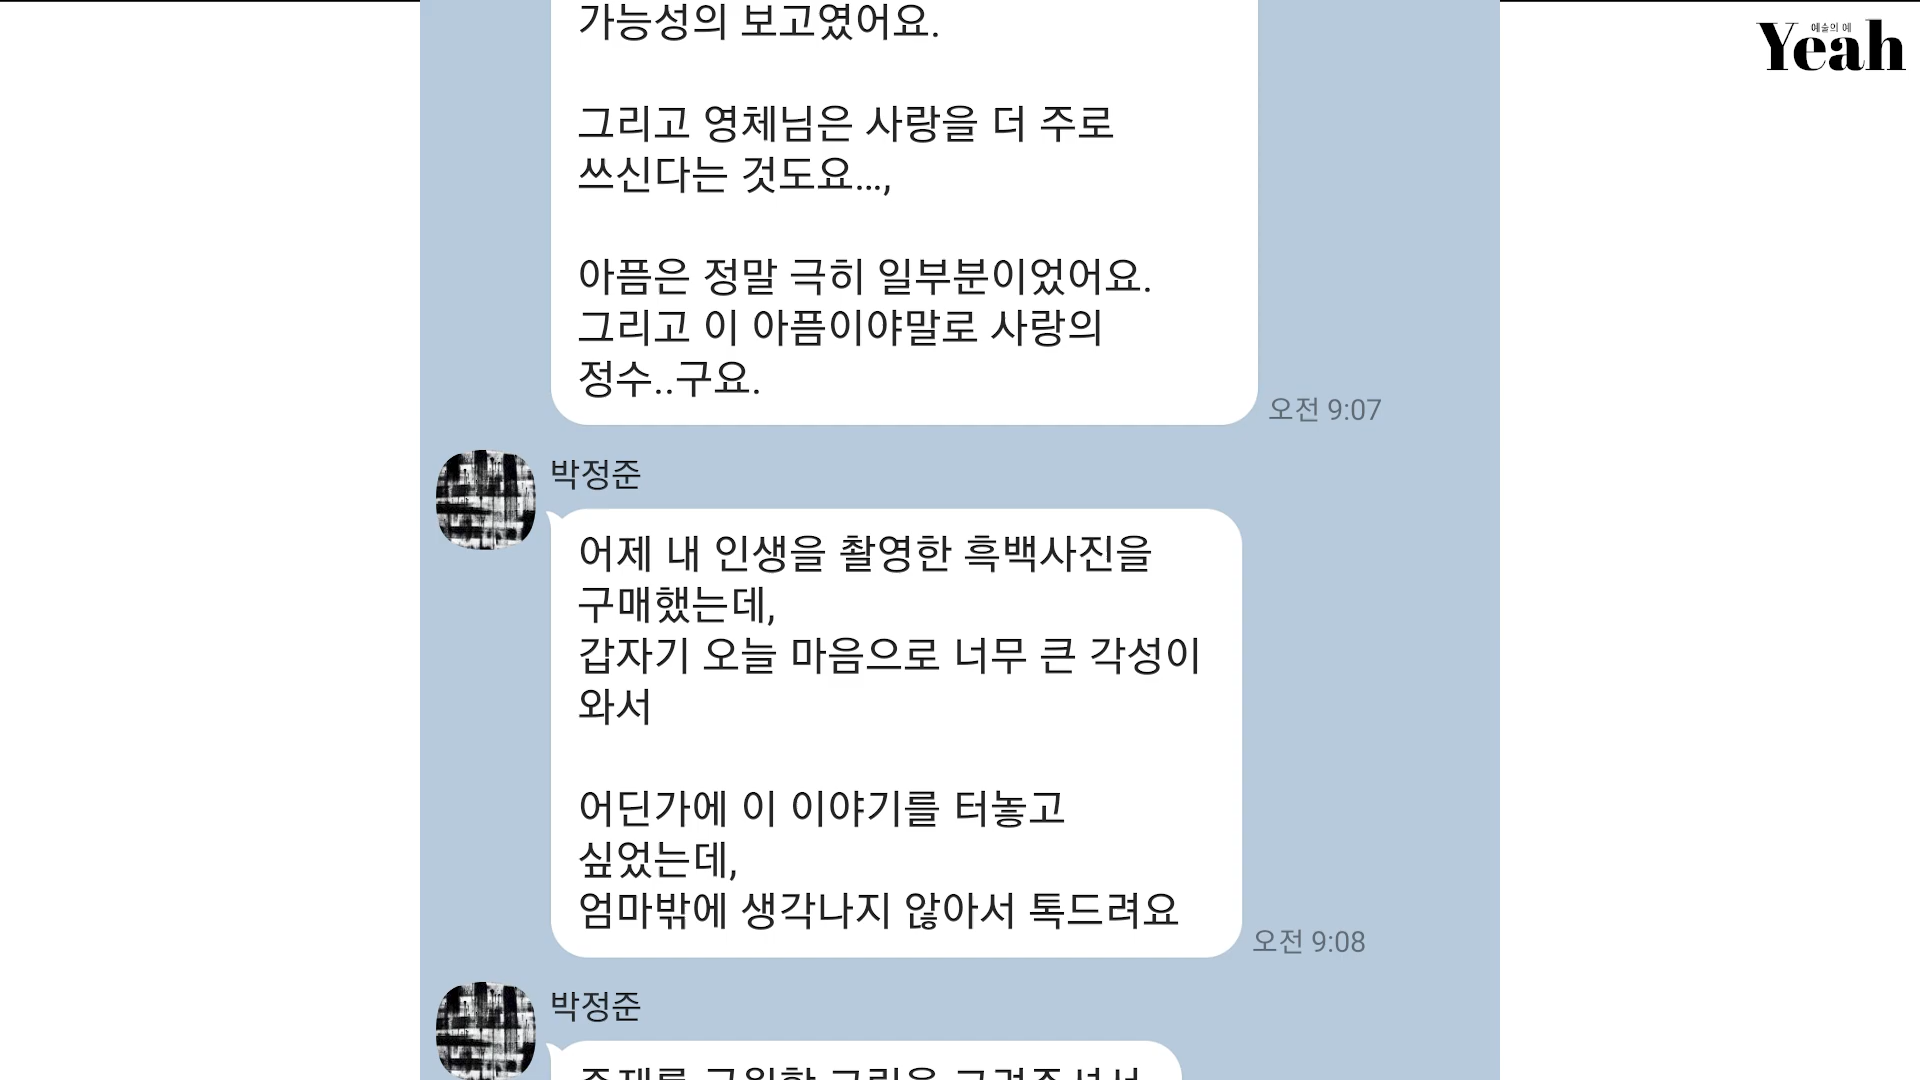 가능성의 보고였어요.
그리고 영체님은 사랑을 더 주로
쓰신다는 것도요...,
아픔은 정말 극히 일부분이었어요.
그리고 이 아픔이야말로 사랑의
정수..구요.
오전 9:07
박정준
어제 내 인생을 촬영한 흑백사진을
구매했는데,
갑자기 오늘 마음으로 너무 큰 각성이
와서
어딘가에 이 이야기를 터놓고
싶었는데,
엄마밖에 생각나지 않아서 톡드려요
오전 9:08
박정준
예술의 예
Yeah